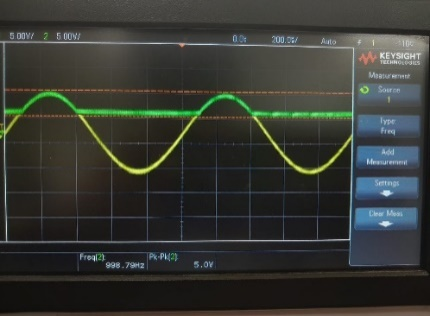 5.00V/ 2 5.00V/ 0.0s 200.0s/ Auto
KEYSIGHT
TECHNOLOGIES
Measurement
Source
1
Type
Freq
Add
Measurement
Settings
Clear Meas
Freq(2): Pk-Pk(2):
998.79Hz 5.0V